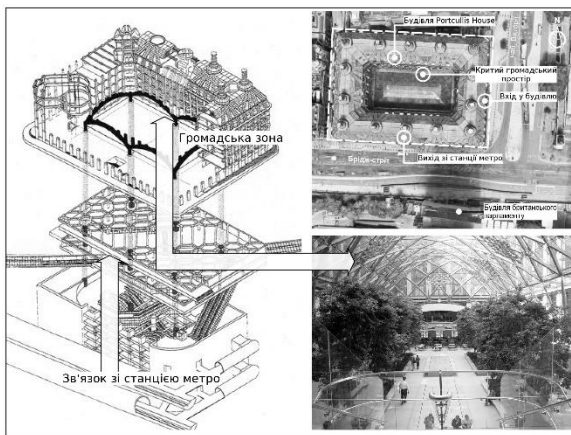 Громадська зона
Зв'язок зі станцією метро
Будівля Portcullis House
N
Критий громадський
простір
Вхід у будівлю
Вихід зі станції метро
Брідж-стріт
Будівля британського
парламенту